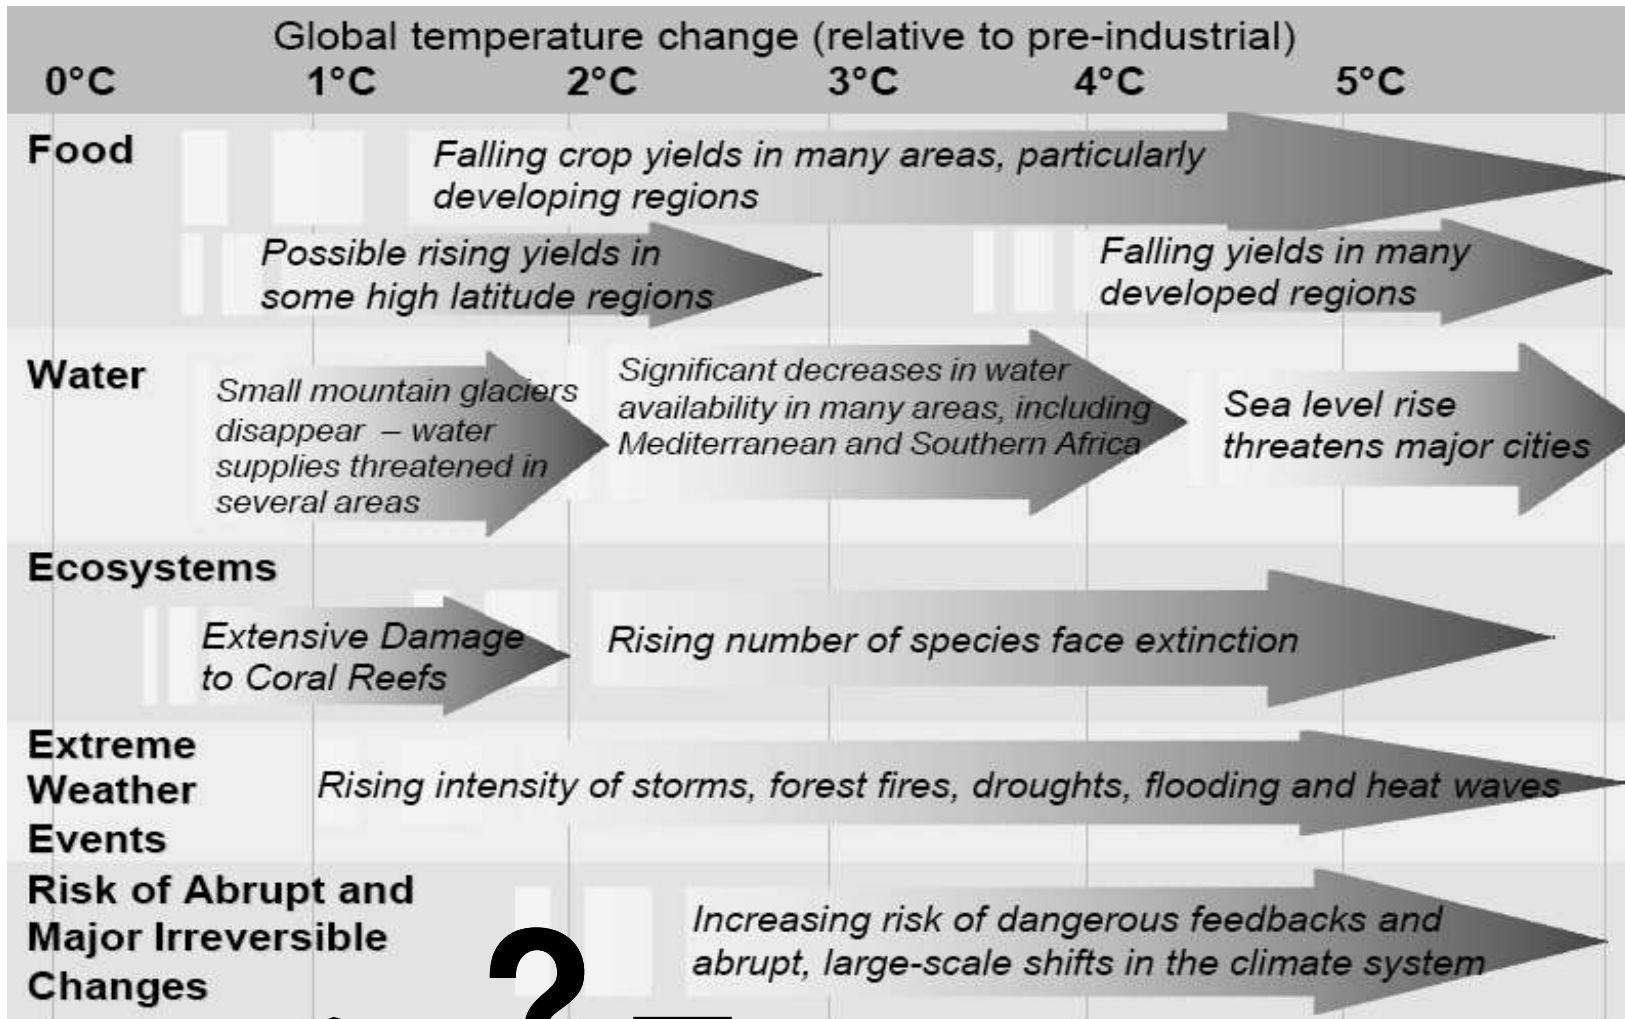 Global temperature change (relative to pre-industrial)
0°C 1°C 2°C 3°C 4°C 5°C
Food
Falling crop yields in many areas, particularly
developing regions
Possible rising yields in
some high latitude regions
Falling yields in many
developed regions
Water
Small mountain glaciers
disappear – water
supplies threatened in
several areas
Significant decreases in water
availability in many areas, including
Mediterranean and Southern Africa
Sea level rise
threatens major cities
Ecosystems
Extensive Damage
to Coral Reefs
Rising number of species face extinction
Extreme
Weather
Events
Rising intensity of storms, forest fires, droughts, flooding and heat waves
Risk of Abrupt and
Major Irreversible
Changes
?
Increasing risk of dangerous feedbacks and
abrupt, large-scale shifts in the climate system